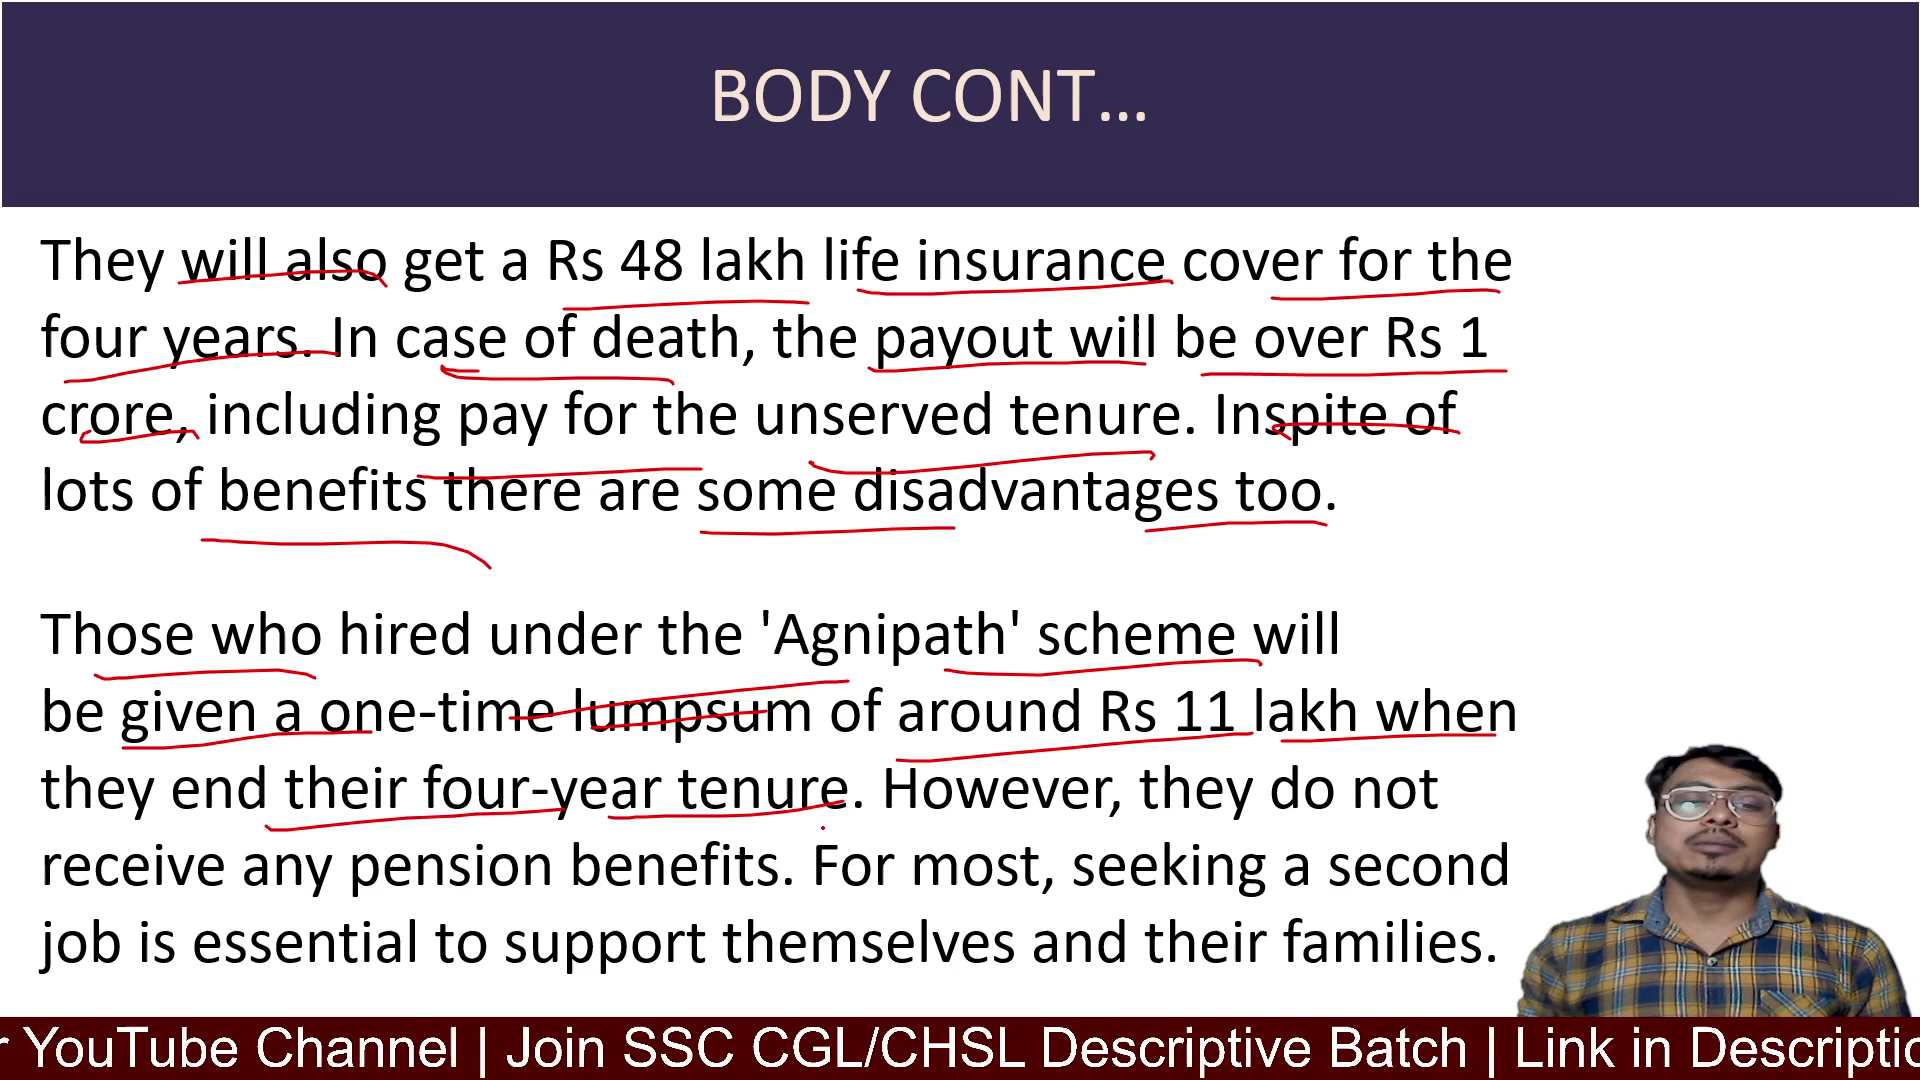 BODY CONT...
They will also get a Rs 48 lakh life insurance cover for the
four years. In case of death, the payout will be over Rs 1
crore, including pay for the unserved tenure. Inspite of
lots of benefits there are some disadvantages too.
Those who hired under the 'Agnipath' scheme will
be given a one-time lumpsum of around Rs 11 lakh when
they end their four-year tenure. However, they do not
receive any pension benefits. For most, seeking a second
job is essential to support themselves and their families.
YouTube Channel | Join SSC CGL/CHSL Descriptive Batch | Link in